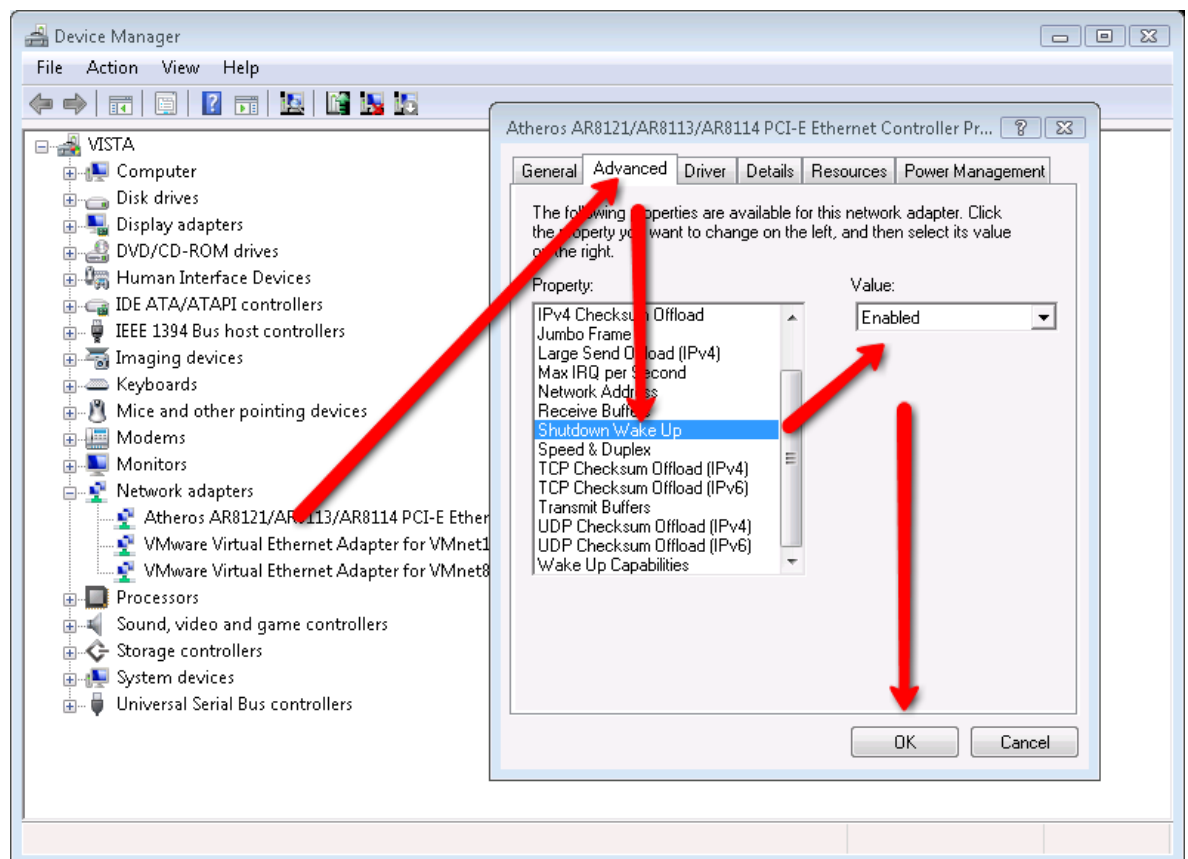 Device Manager
File Action View Help
VISTA
Computer
Disk drives
Display adapters
DVD/CD-ROM drives
Human Interface Devices
IDE ATA/ATAPI controllers
IEEE 1394 Bus host controllers
Imaging devices
Keyboards
Mice and other pointing devices
Modems
Monitors
Network adapters
Atheros AR8121/AR8113/AR8114 PCI-E Ether
VMware Virtual Ethernet Adapter for VMnet1
VMware Virtual Ethernet Adapter for VMnet8
Processors
Sound, video and game controllers
Storage controllers
System devices
Universal Serial Bus controllers
Atheros AR8121/AR8113/AR8114 PCI-E Ethernet Controller Pr...
General Advanced Driver Details Resources Power Management
The following properties are available for this network adapter. Click
the property you want to change on the left, and then select its value
on the right.
Property:
Value:
IPv4 Checksum Offload
Jumbo Frame
Large Send Offload (IPv4)
Max IRQ per Second
Network Address
Receive Buffers
Shutdown Wake Up
Speed & Duplex
TCP Checksum Offload (IPv4)
TCP Checksum Offload (IPv6)
Transmit Buffers
UDP Checksum Offload (IPv4)
UDP Checksum Offload (IPv6)
Wake Up Capabilities
Enabled
OK Cancel